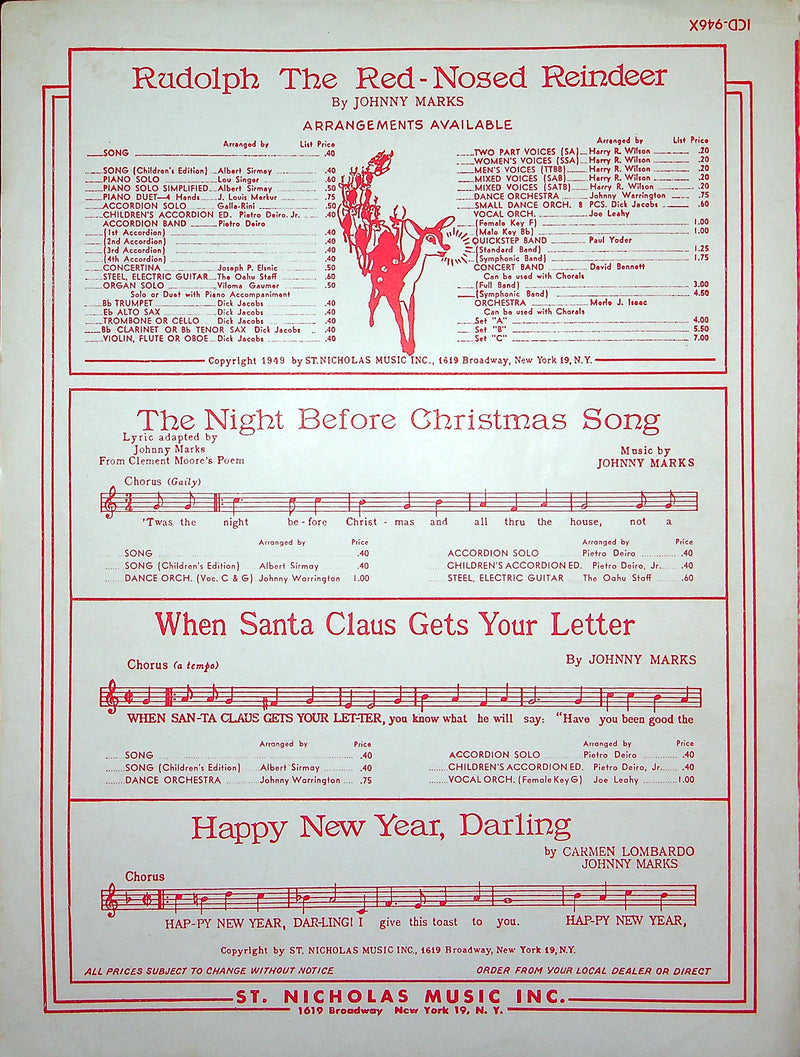 ICD-946X
Rudolph The Red-Nosed Reindeer
By JOHNNY MARKS
ARRANGEMENTS AVAILABLE
Arranged by List Price
SONG .40
SONG (Children's Edition) Albert Sirmay .40
PIANO SOLO Lou Singer .60
PIANO SOLO SIMPLIFIED Albert Sirmay .50
PIANO DUET—4 Hands J. Louis Merkur .75
ACCORDION SOLO Galla-Rini .50
CHILDREN'S ACCORDION ED. Pietro Deiro, Jr. .40
ACCORDION BAND Pietro Deiro
(1st Accordion) .40
(2nd Accordion) .40
(3rd Accordion) .40
(4th Accordion) .40
CONCERTINA Joseph P. Elsnic .50
STEEL, ELECTRIC GUITAR The Oahu Staff .60
ORGAN SOLO Viloma Gaumer .50
Solo or Duet with Piano Accompaniment
Bb TRUMPET Dick Jacobs .40
Eb ALTO SAX Dick Jacobs .40
TROMBONE OR CELLO Dick Jacobs .40
Bb CLARINET OR Bb TENOR SAX Dick Jacobs .40
VIOLIN, FLUTE OR OBOE Dick Jacobs .40
Arranged by List Price
TWO PART VOICES (SA) Harry R. Wilson .20
WOMEN'S VOICES (SSA) Harry R. Wilson .20
MEN'S VOICES (TTBB) Harry R. Wilson .20
MIXED VOICES (SAB) Harry R. Wilson .20
MIXED VOICES (SATB) Harry R. Wilson .20
DANCE ORCHESTRA Johnny Warrington .75
SMALL DANCE ORCH. 8 PCS. Dick Jacobs .60
VOCAL ORCH. Joe Leahy
(Female Key F) 1.00
(Male Key Bb) 1.00
QUICKSTEP BAND Paul Yoder
(Standard Band) 1.25
(Symphonic Band) 1.75
CONCERT BAND David Bennett
Can be used with Chorals
(Full Band) 3.00
(Symphonic Band) 4.50
ORCHESTRA Merle J. Isaac
Can be used with Chorals
Set "A" 4.00
Set "B" 5.50
Set "C" 7.00
Copyright 1949 by ST. NICHOLAS MUSIC INC., 1619 Broadway, New York 19, N.Y.
The Night Before Christmas Song
Lyric adapted by
Johnny Marks
From Clement Moore's Poem
Music by
JOHNNY MARKS
Chorus (Gaily)
'Twas the night be - fore Christ - mas and all thru the house, not a
Arranged by Price
SONG .40
SONG (Children's Edition) Albert Sirmay .40
DANCE ORCH. (Voc. C & G) Johnny Warrington 1.00
Arranged by Price
ACCORDION SOLO Pietro Deiro .40
CHILDREN'S ACCORDION ED. Pietro Deiro, Jr. .40
STEEL, ELECTRIC GUITAR The Oahu Staff .60
When Santa Claus Gets Your Letter
By JOHNNY MARKS
Chorus (a tempo)
WHEN SAN-TA CLAUS GETS YOUR LET-TER, you know what he will say: "Have you been good the
Arranged by Price
SONG .40
SONG (Children's Edition) Albert Sirmay .40
DANCE ORCHESTRA Johnny Warrington .75
Arranged by Price
ACCORDION SOLO Pietro Deiro .40
CHILDREN'S ACCORDION ED. Pietro Deiro, Jr. .40
VOCAL ORCH. (Female Key G) Joe Leahy 1.00
Happy New Year, Darling
by CARMEN LOMBARDO
JOHNNY MARKS
Chorus
HAP-PY NEW YEAR, DAR-LING! I give this toast to you. HAP-PY NEW YEAR,
Copyright by ST. NICHOLAS MUSIC INC., 1619 Broadway, New York 19, N.Y.
ALL PRICES SUBJECT TO CHANGE WITHOUT NOTICE ORDER FROM YOUR LOCAL DEALER OR DIRECT
ST. NICHOLAS MUSIC INC.
1619 Broadway New York 19, N. Y.